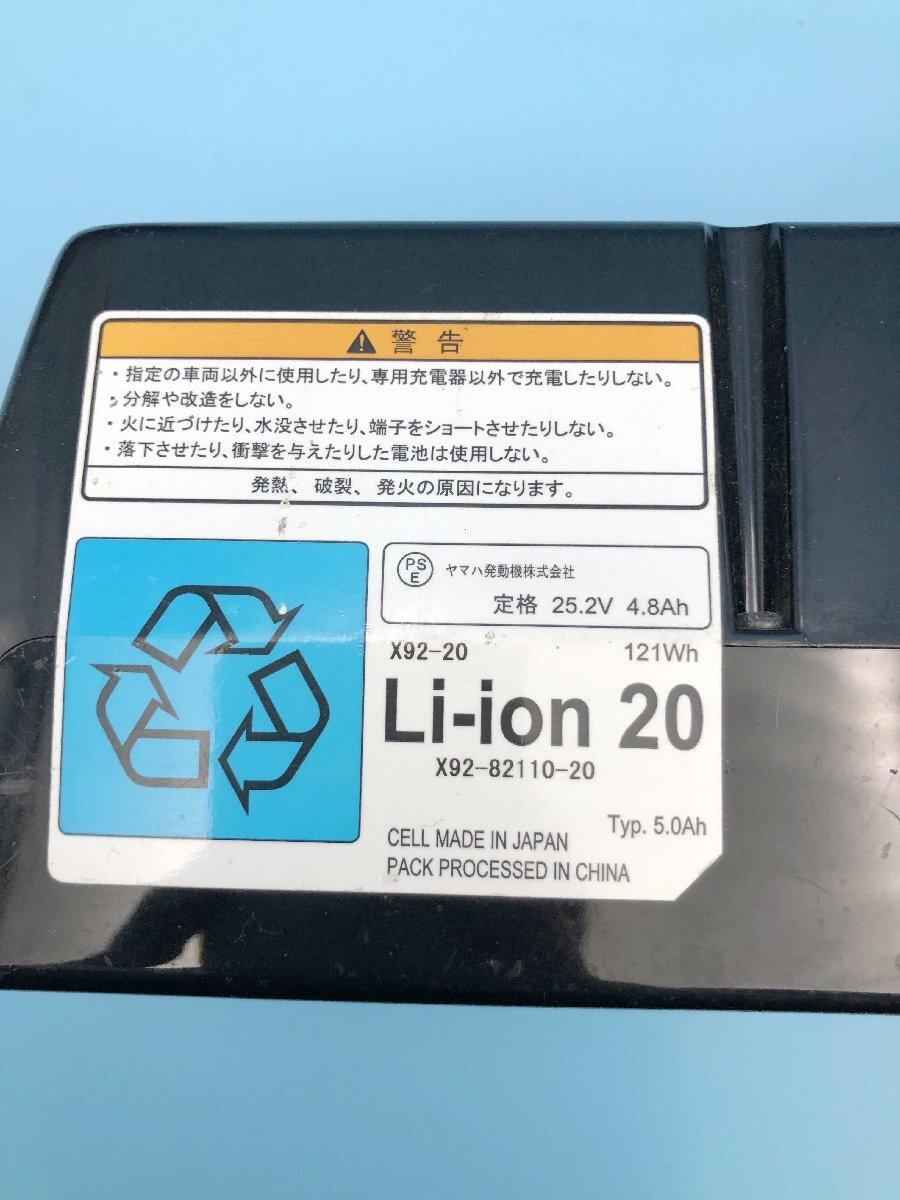 ⚠ 警告
・指定の車両以外に使用したり、専用充電器以外で充電したりしない。
・分解や改造をしない。
・火に近づけたり、水没させたり、端子をショートさせたりしない。
・落下させたり、衝撃を与えたりした電池は使用しない。
発熱、破裂、発火の原因になります。
PS
E
ヤマハ発動機株式会社
定格 25.2V 4.8Ah
X92-20 121Wh
Li-ion 20
X92-82110-20
Typ. 5.0Ah
CELL MADE IN JAPAN
PACK PROCESSED IN CHINA